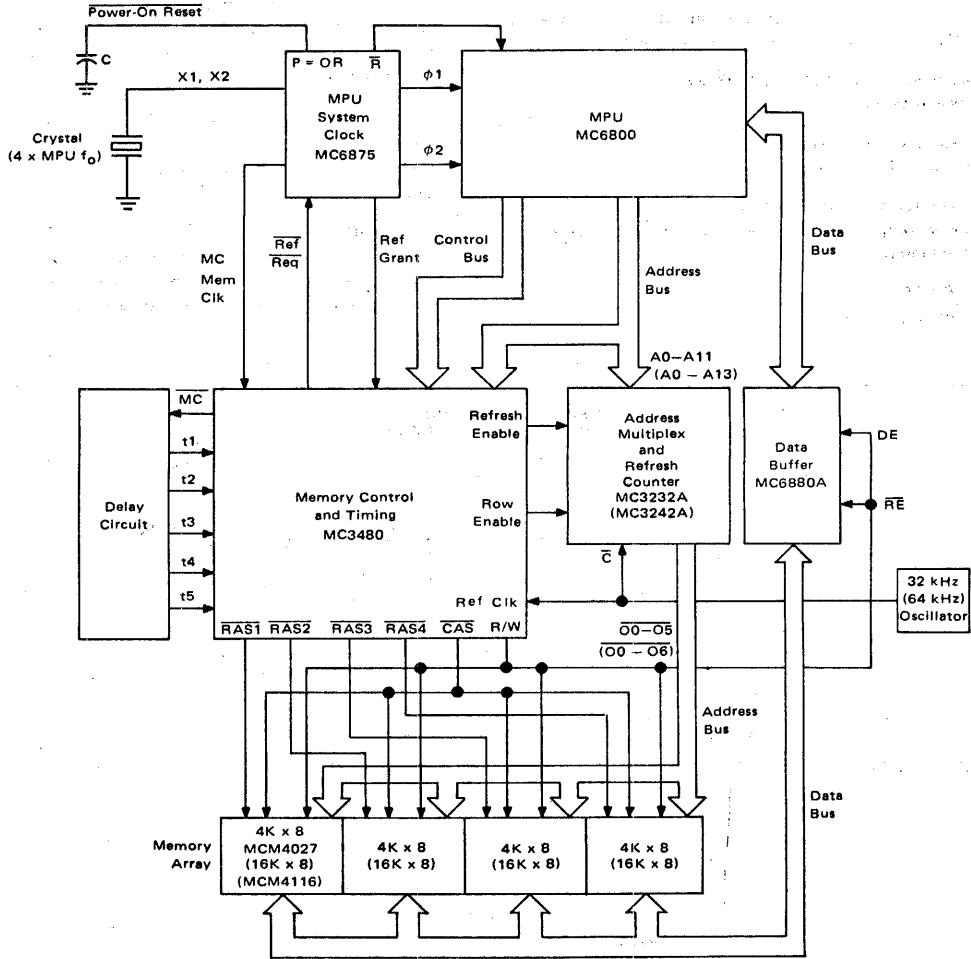 Power-On Reset
C
X1, X2
Crystal
(4 x MPU fo)
P = OR R
MPU
System
Clock
MC6875
ϕ1
ϕ2
MPU
MC6800
MC
Mem
Clk
Ref
Req
Ref
Grant
Control
Bus
Address
Bus
Data
Bus
A0–A11
(A0 – A13)
Delay
Circuit
MC
t1
t2
t3
t4
t5
Memory Control
and Timing
MC3480
Refresh
Enable
Row
Enable
Ref Clk
RAS1 RAS2 RAS3 RAS4 CAS R/W
Address
Multiplex
and
Refresh
Counter
MC3232A
(MC3242A)
C
Data
Buffer
MC6880A
DE
RE
32 kHz
(64 kHz)
Oscillator
O0–O5
(O0 – O6)
Address
Bus
Data
Bus
Memory
Array
4K x 8
MCM4027
(16K x 8)
(MCM4116)
4K x 8
(16K x 8)
4K x 8
(16K x 8)
4K x 8
(16K x 8)